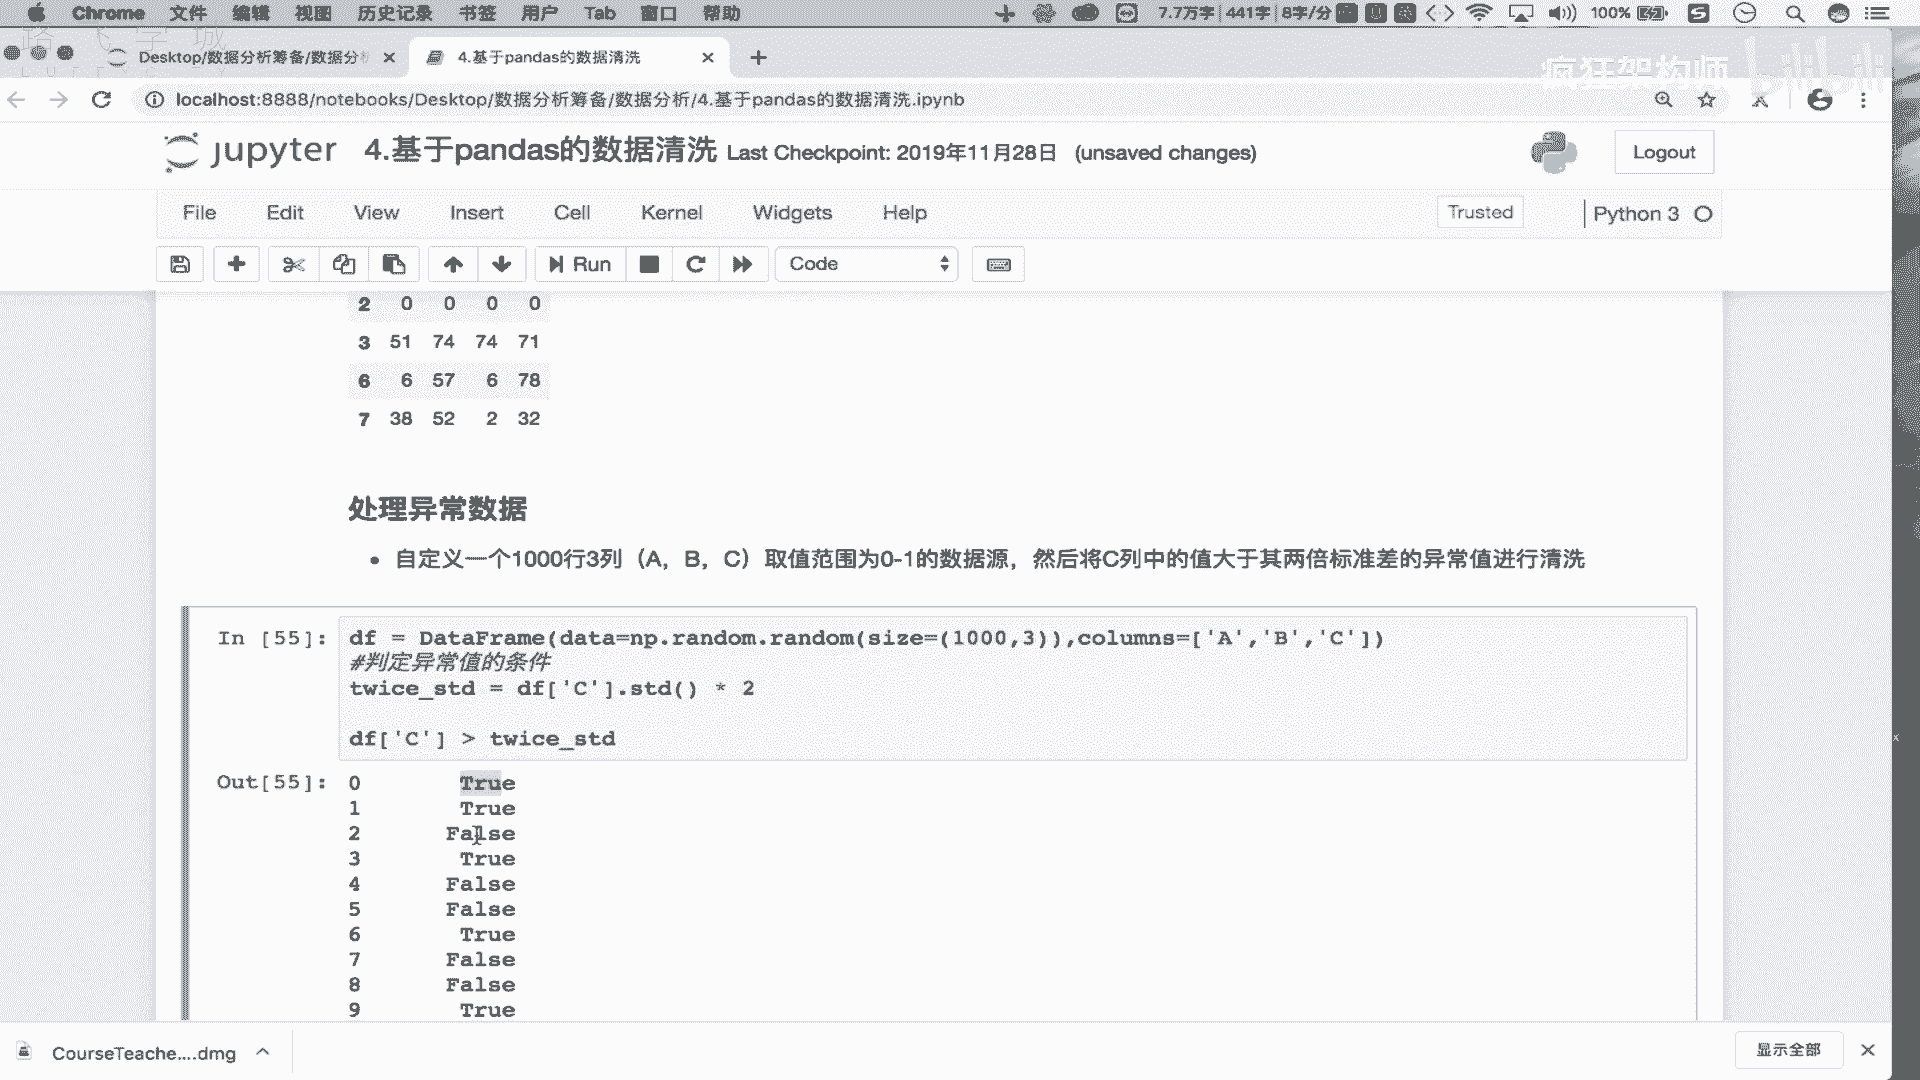 Chrome 文件 编辑 视图 历史记录 书签 用户 Tab 窗口 帮助 7.7万字 441字 8字/分 100%
Desktop/数据分析筹备/数据分析 4.基于pandas的数据清洗
疯狂架构师 bilibili
localhost:8888/notebooks/Desktop/数据分析筹备/数据分析/4.基于pandas的数据清洗.ipynb
jupyter 4.基于pandas的数据清洗 Last Checkpoint: 2019年11月28日 (unsaved changes) Logout
File Edit View Insert Cell Kernel Widgets Help Trusted Python 3
Run Code
2 0 0 0 0
3 51 74 74 71
6 6 57 6 78
7 38 52 2 32
处理异常数据
• 自定义一个1000行3列（A，B，C）取值范围为0-1的数据源，然后将C列中的值大于其两倍标准差的异常值进行清洗
In [55]: df = DataFrame(data=np.random.random(size=(1000,3)),columns=['A','B','C'])
#判定异常值的条件
twice_std = df['C'].std() * 2
df['C'] > twice_std
Out[55]: 0 True
1 True
2 False
3 True
4 False
5 False
6 True
7 False
8 False
9 True
CourseTeache....dmg 显示全部